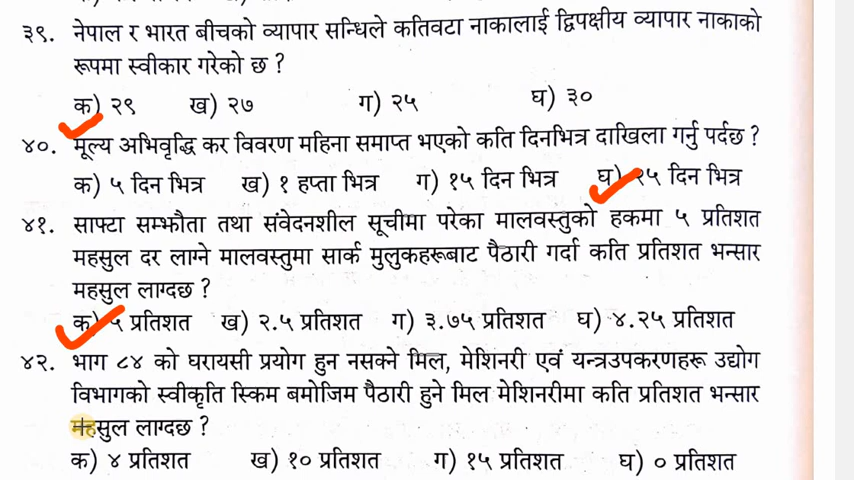 ३९. नेपाल र भारत बीचको व्यापार सन्धिले कतिवटा नाकालाई द्विपक्षीय व्यापार नाकाको
रूपमा स्वीकार गरेको छ ?
क) २९ ख) २७ ग) २५ घ) ३०
४०. मूल्य अभिवृद्धि कर विवरण महिना समाप्त भएको कति दिनभित्र दाखिला गर्नु पर्दछ ?
क) ५ दिन भित्र ख) १ हप्ता भित्र ग) १५ दिन भित्र घ) २५ दिन भित्र
४१. साफ्टा सम्झौता तथा संवेदनशील सूचीमा परेका मालवस्तुको हकमा ५ प्रतिशत
महसुल दर लाग्ने मालवस्तुमा सार्क मुलुकहरूबाट पैठारी गर्दा कति प्रतिशत भन्सार
महसुल लाग्दछ ?
क) ५ प्रतिशत ख) २.५ प्रतिशत ग) ३.७५ प्रतिशत घ) ४.२५ प्रतिशत
४२. भाग ८४ को घरायसी प्रयोग हुन नसक्ने मिल, मेशिनरी एवं यन्त्रउपकरणहरू उद्योग
विभागको स्वीकृति स्किम बमोजिम पैठारी हुने मिल मेशिनरीमा कति प्रतिशत भन्सार
महसुल लाग्दछ ?
क) ४ प्रतिशत ख) १० प्रतिशत ग) १५ प्रतिशत घ) ० प्रतिशत